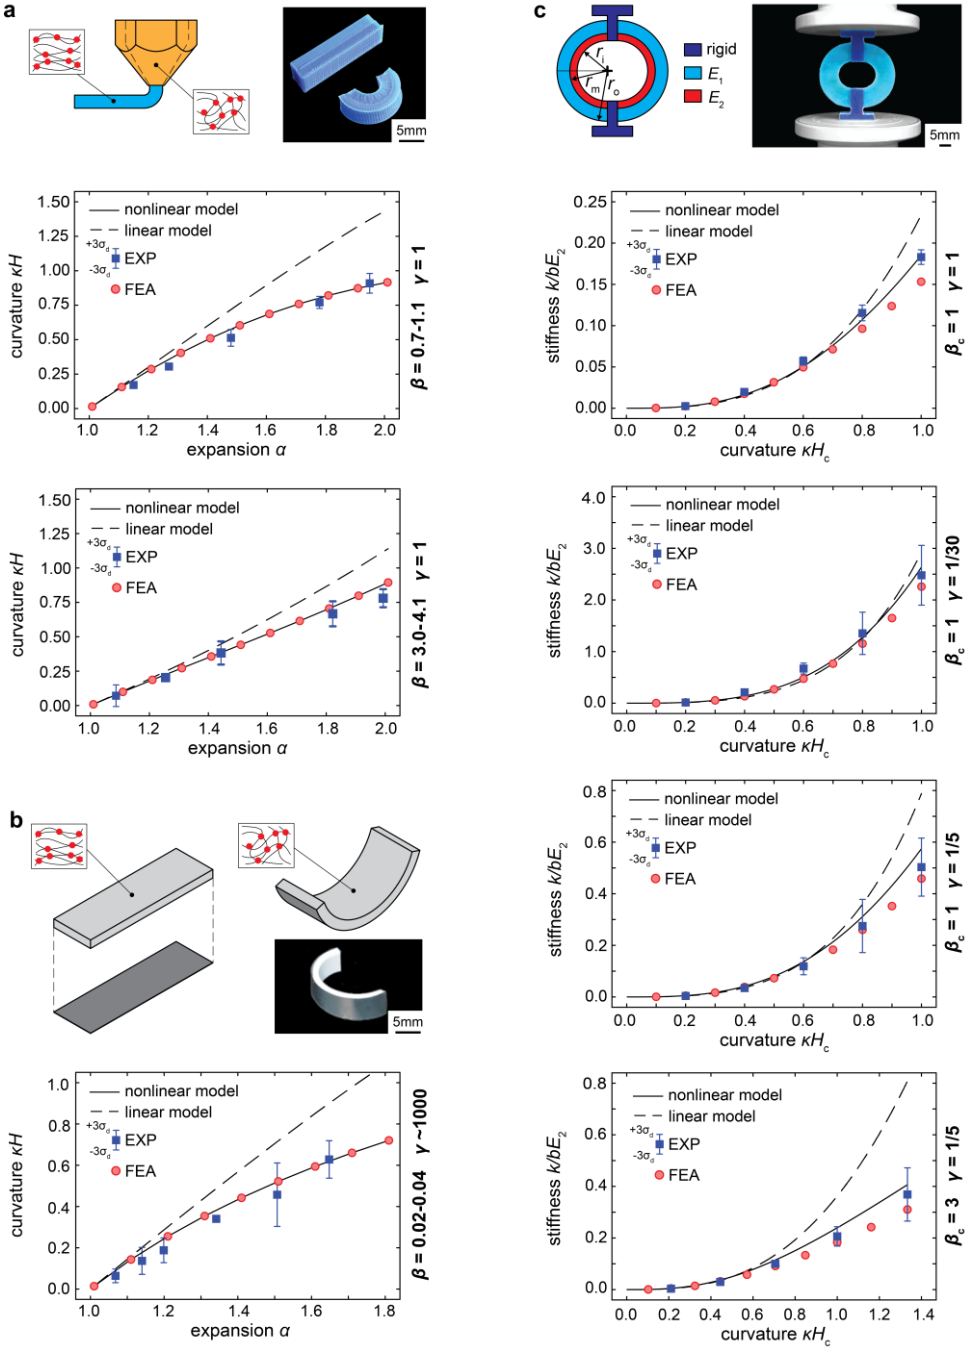 a
5mm
1.50
1.25
1.00
0.75
0.50
0.25
0.00
curvature κH
nonlinear model
linear model
+3σd
EXP
-3σd
FEA
β = 0.7-1.1 γ = 1
1.0 1.2 1.4 1.6 1.8 2.0
expansion α
1.50
1.25
1.00
0.75
0.50
0.25
0.00
curvature κH
nonlinear model
linear model
+3σd
EXP
-3σd
FEA
β = 3.0-4.1 γ = 1
1.0 1.2 1.4 1.6 1.8 2.0
expansion α
b
5mm
1.0
0.8
0.6
0.4
0.2
0.0
curvature κH
nonlinear model
linear model
+3σd
EXP
-3σd
FEA
β = 0.02-0.04 γ ~1000
1.0 1.2 1.4 1.6 1.8
expansion α
c
ri
rm
ro
rigid
E1
E2
5mm
0.25
0.20
0.15
0.10
0.05
0.00
stiffness k/bE2
nonlinear model
linear model
+3σd
EXP
-3σd
FEA
βc = 1 γ = 1
0.0 0.2 0.4 0.6 0.8 1.0
curvature κHc
4.0
3.0
2.0
1.0
0.0
stiffness k/bE2
nonlinear model
linear model
+3σd
EXP
-3σd
FEA
βc = 1 γ = 1/30
0.0 0.2 0.4 0.6 0.8 1.0
curvature κHc
0.8
0.6
0.4
0.2
0.0
stiffness k/bE2
nonlinear model
linear model
+3σd
EXP
-3σd
FEA
βc = 1 γ = 1/5
0.0 0.2 0.4 0.6 0.8 1.0
curvature κHc
0.8
0.6
0.4
0.2
0.0
stiffness k/bE2
nonlinear model
linear model
+3σd
EXP
-3σd
FEA
βc = 3 γ = 1/5
0.0 0.2 0.4 0.6 0.8 1.0 1.2 1.4
curvature κHc